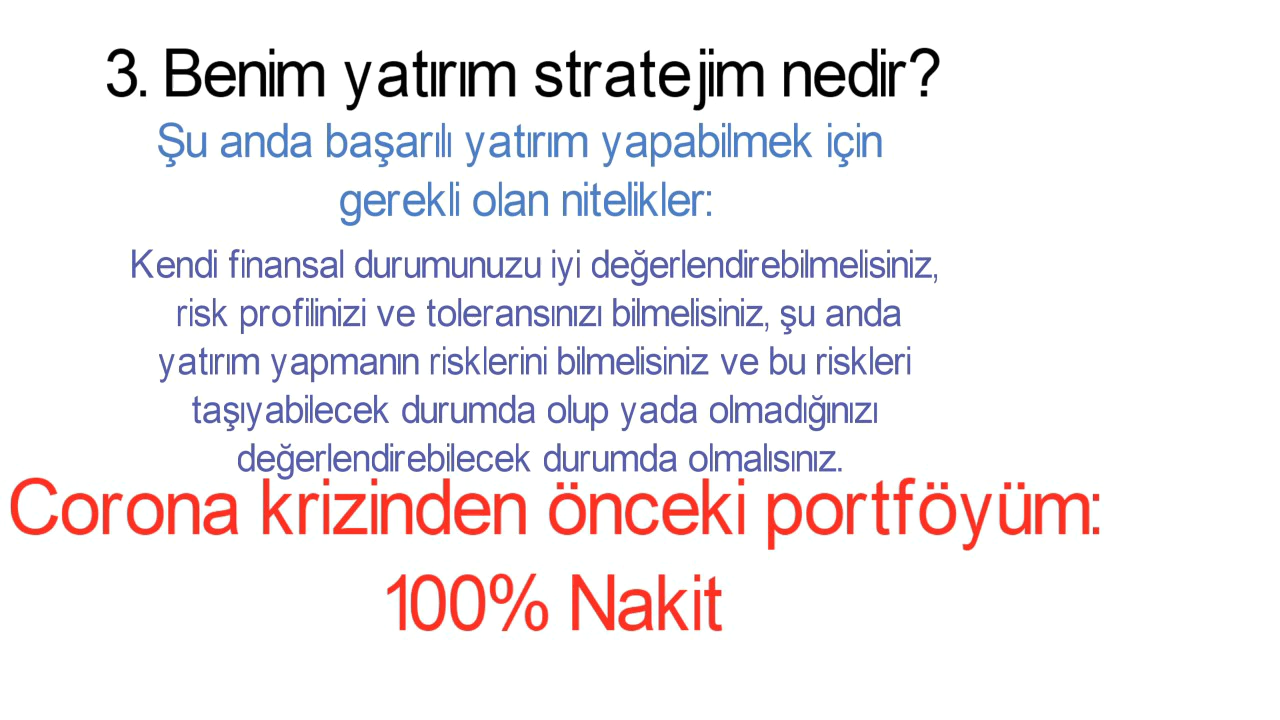 3. Benim yatırım stratejim nedir?
Şu anda başarılı yatırım yapabilmek için
gerekli olan nitelikler:
Kendi finansal durumunuzu iyi değerlendirebilmelisiniz,
risk profilinizi ve toleransınızı bilmelisiniz, şu anda
yatırım yapmanın risklerini bilmelisiniz ve bu riskleri
taşıyabilecek durumda olup yada olmadığınızı
değerlendirebilecek durumda olmalısınız.
Corona krizinden önceki portföyüm:
100% Nakit